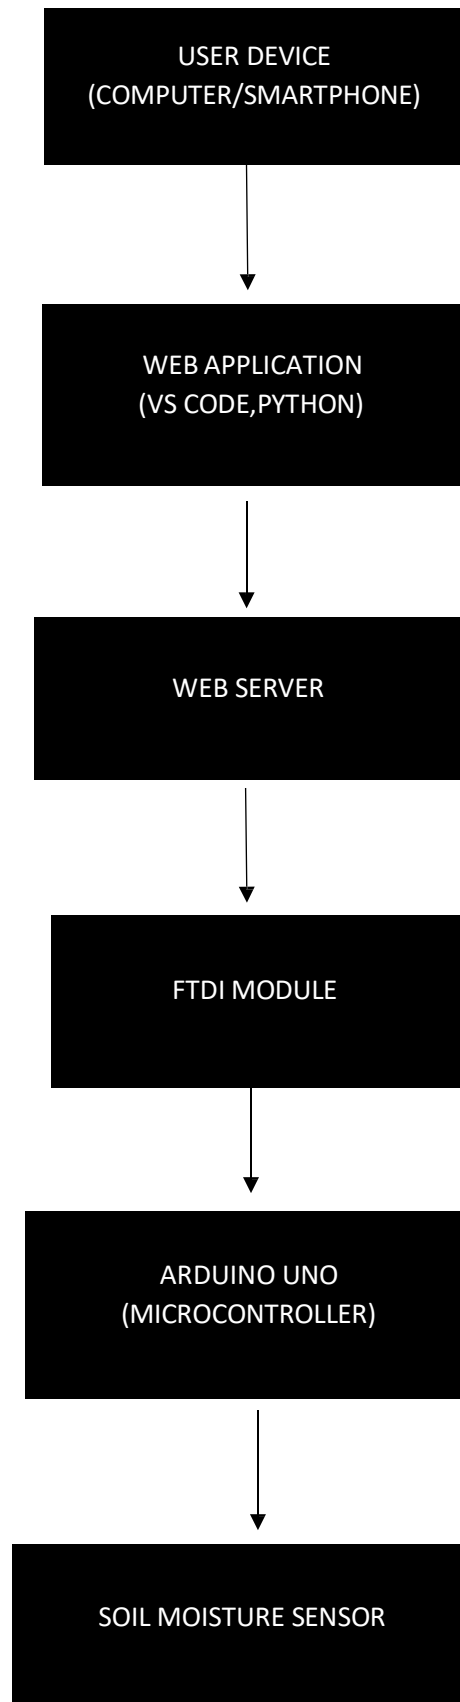 USER DEVICE
(COMPUTER/SMARTPHONE)
WEB APPLICATION
(VS CODE,PYTHON)
WEB SERVER
FTDI MODULE
ARDUINO UNO
(MICROCONTROLLER)
SOIL MOISTURE SENSOR